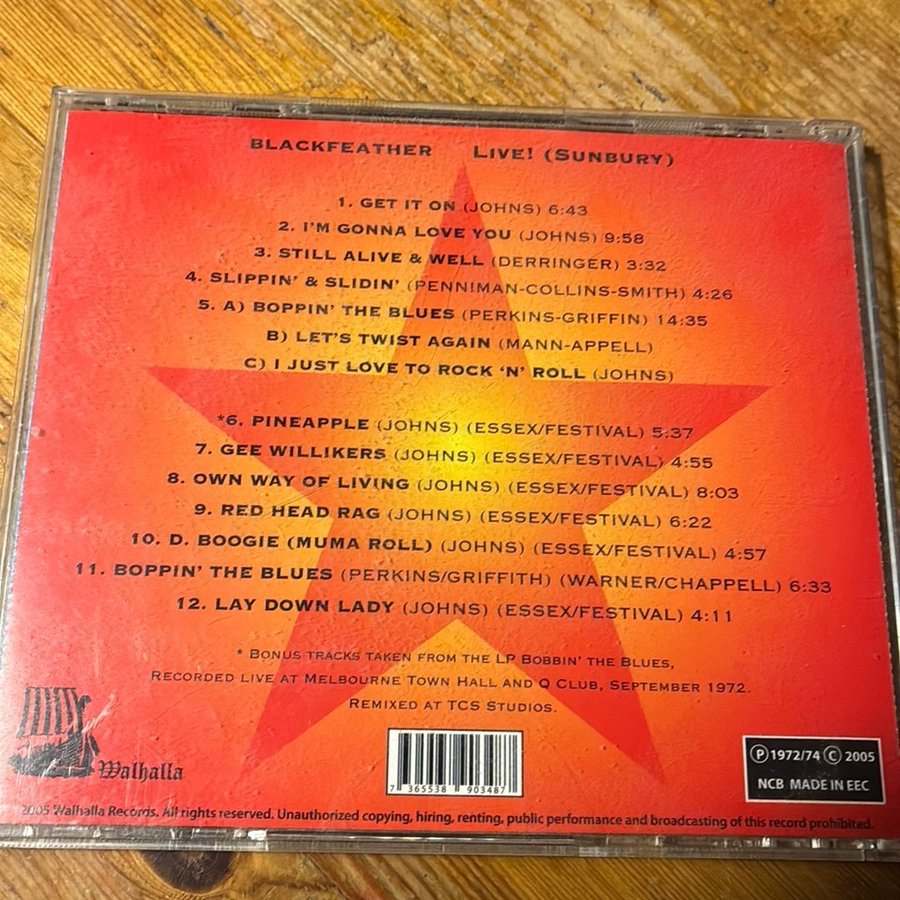 BLACKFEATHER LIVE! (SUNBURY)
1. GET IT ON (JOHNS) 6:43
2. I'M GONNA LOVE YOU (JOHNS) 9:58
3. STILL ALIVE & WELL (DERRINGER) 3:32
4. SLIPPIN' & SLIDIN' (PENN!MAN-COLLINS-SMITH) 4:26
5. A) BOPPIN' THE BLUES (PERKINS-GRIFFIN) 14:35
B) LET'S TWIST AGAIN (MANN-APPELL)
C) I JUST LOVE TO ROCK 'N' ROLL (JOHNS)
*6. PINEAPPLE (JOHNS) (ESSEX/FESTIVAL) 5:37
7. GEE WILLIKERS (JOHNS) (ESSEX/FESTIVAL) 4:55
8. OWN WAY OF LIVING (JOHNS) (ESSEX/FESTIVAL) 8:03
9. RED HEAD RAG (JOHNS) (ESSEX/FESTIVAL) 6:22
10. D. BOOGIE (MUMA ROLL) (JOHNS) (ESSEX/FESTIVAL) 4:57
11. BOPPIN' THE BLUES (PERKINS/GRIFFITH) (WARNER/CHAPPELL) 6:33
12. LAY DOWN LADY (JOHNS) (ESSEX/FESTIVAL) 4:11
* BONUS TRACKS TAKEN FROM THE LP BOBBIN' THE BLUES,
RECORDED LIVE AT MELBOURNE TOWN HALL AND Q CLUB, SEPTEMBER 1972.
REMIXED AT TCS STUDIOS.
Walhalla
7 365538 903487
Ⓟ 1972/74 © 2005
NCB MADE IN EEC
2005 Walhalla Records. All rights reserved. Unauthorized copying, hiring, renting, public performance and broadcasting of this record prohibited.